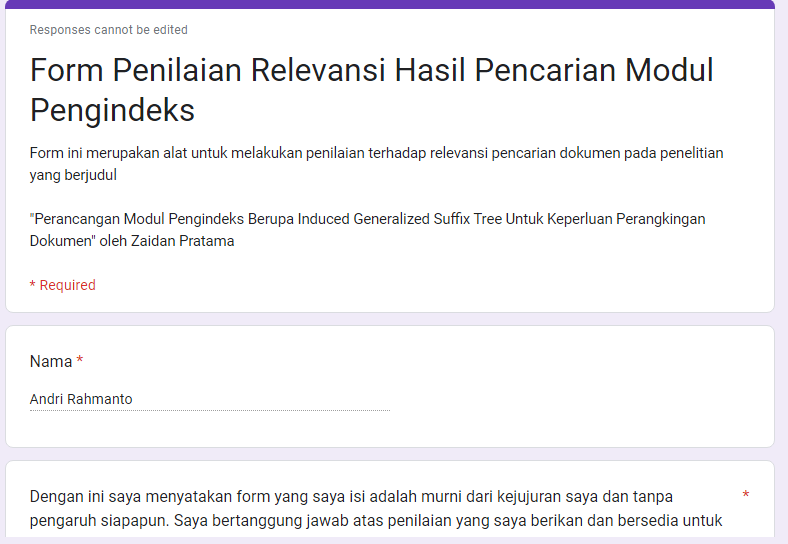 Responses cannot be edited
Form Penilaian Relevansi Hasil Pencarian Modul
Pengindeks
Form ini merupakan alat untuk melakukan penilaian terhadap relevansi pencarian dokumen pada penelitian
yang berjudul
"Perancangan Modul Pengindeks Berupa Induced Generalized Suffix Tree Untuk Keperluan Perangkingan
Dokumen" oleh Zaidan Pratama
* Required
Nama *
Andri Rahmanto
Dengan ini saya menyatakan form yang saya isi adalah murni dari kejujuran saya dan tanpa *
pengaruh siapapun. Saya bertanggung jawab atas penilaian yang saya berikan dan bersedia untuk